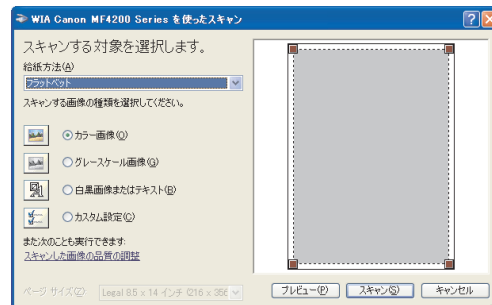 WIA Canon MF4200 Series を使ったスキャン
スキャンする対象を選択します。
給紙方法(A)
フラットベット
スキャンする画像の種類を選択してください。
カラー画像(O)
グレースケール画像(G)
白黒画像またはテキスト(B)
カスタム設定(C)
また次のことも実行できます:
スキャンした画像の品質の調整
ページ サイズ(Z) Legal 8.5 x 14 インチ (216 x 356
プレビュー(P) スキャン(S) キャンセル